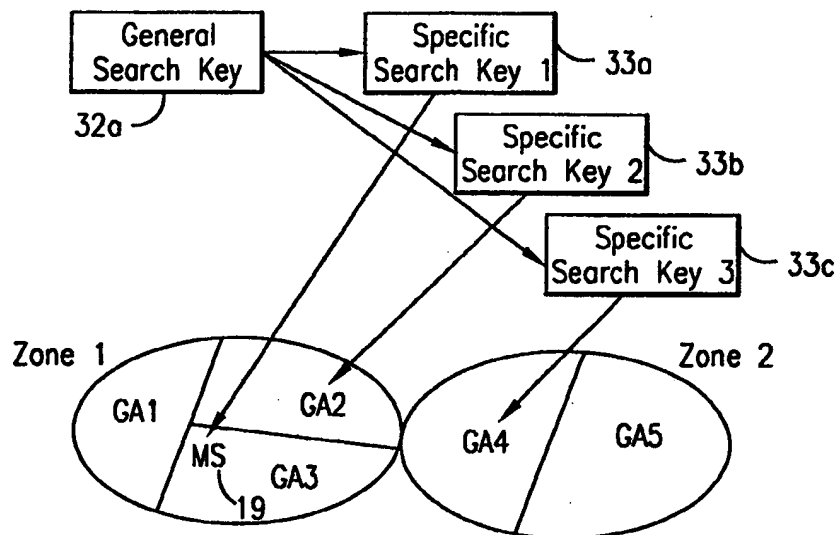 General
Search Key
32a
Specific
Search Key 1
33a
Specific
Search Key 2
33b
Specific
Search Key 3
33c
Zone 1
GA1
GA2
MS
19
GA3
Zone 2
GA4
GA5